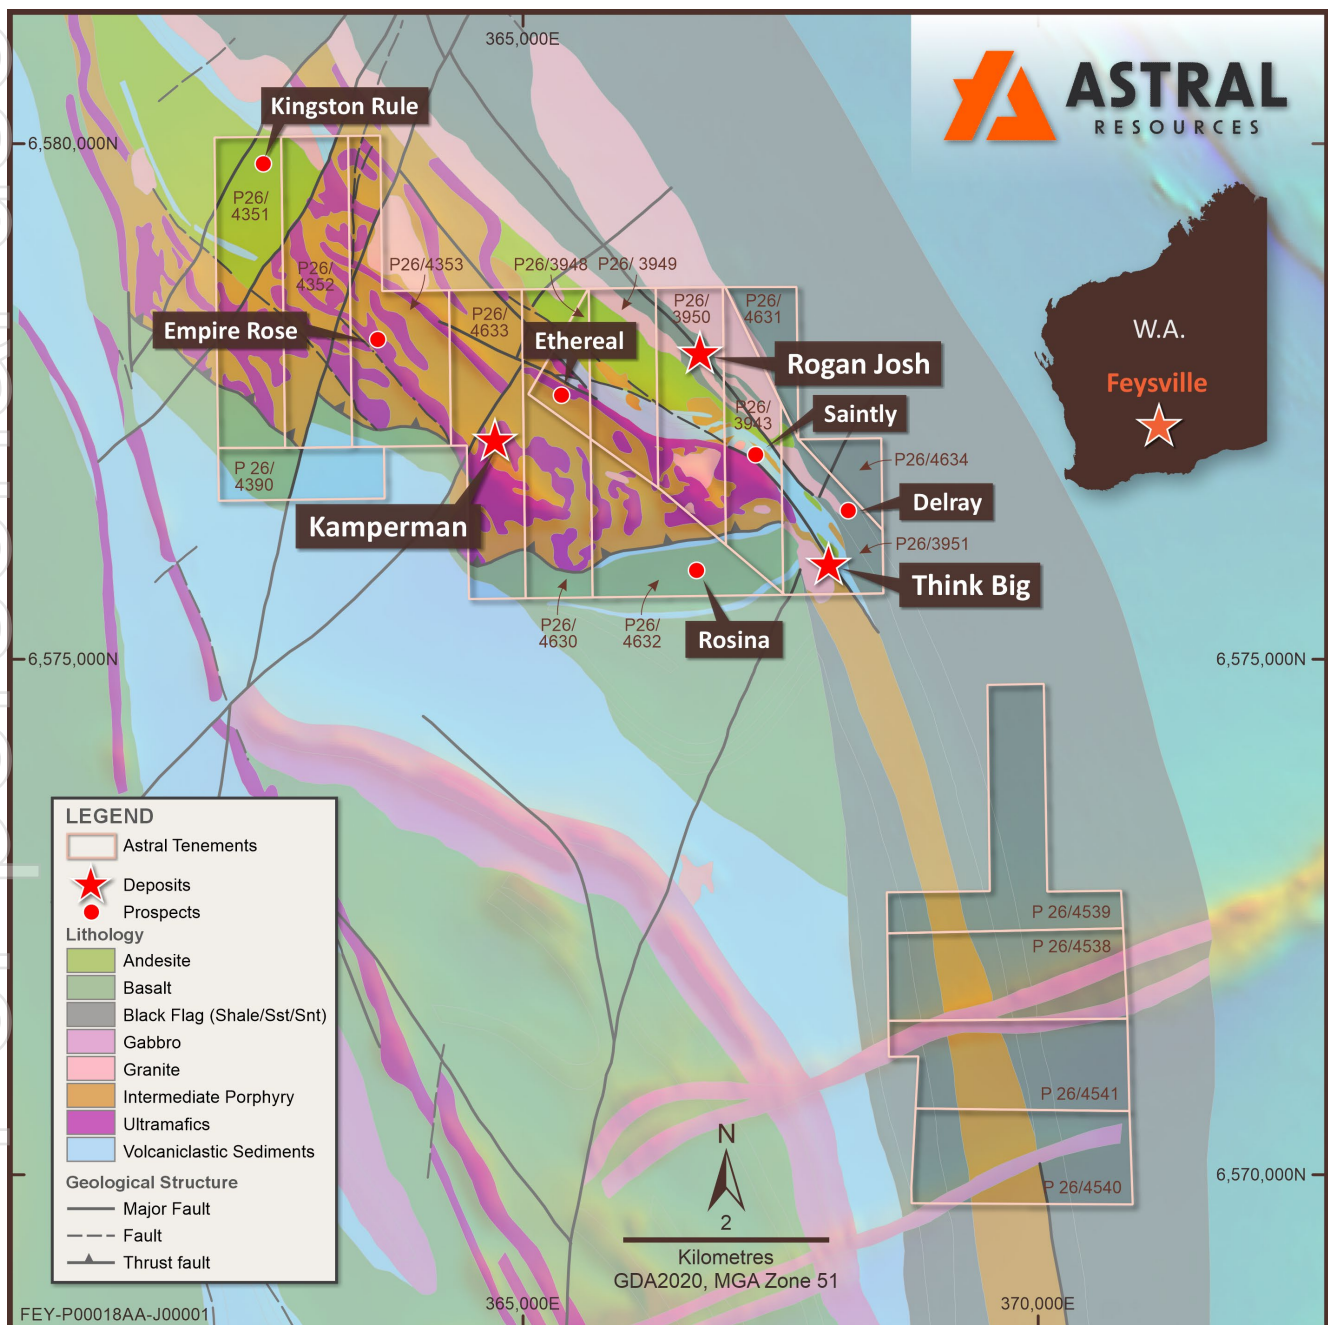 365,000E
ASTRAL
RESOURCES
Kingston Rule
6,580,000N
P26/
4351
W.A.
Feysville
P26/
4352
P26/4353
P26/3948
P26/ 3949
P26/
4633
P26/
3950
P26/
4631
Empire Rose
Ethereal
Rogan Josh
P26/
3943
Saintly
P 26/
4390
P26/4634
Kamperman
Delray
P26/3951
Think Big
P26/
4630
P26/
4632
Rosina
6,575,000N
6,575,000N
LEGEND
Astral Tenements
Deposits
Prospects
Lithology
Andesite
Basalt
Black Flag (Shale/Sst/Snt)
Gabbro
Granite
Intermediate Porphyry
Ultramafics
Volcaniclastic Sediments
Geological Structure
Major Fault
Fault
Thrust fault
P 26/4539
P 26/4538
P 26/4541
P 26/4540
N
2
Kilometres
GDA2020, MGA Zone 51
6,570,000N
FEY-P00018AA-J00001
365,000E
370,000E